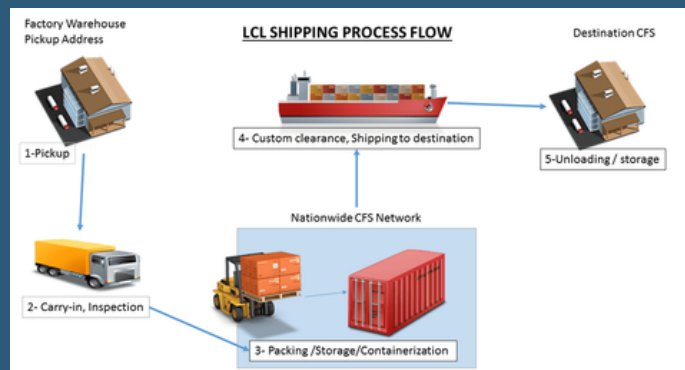 Factory Warehouse
Pickup Address
LCL SHIPPING PROCESS FLOW
Destination CFS
1-Pickup
4- Custom clearance, Shipping to destination
5-Unloading / storage
Nationwide CFS Network
2- Carry-in, Inspection
3- Packing /Storage/Containerization